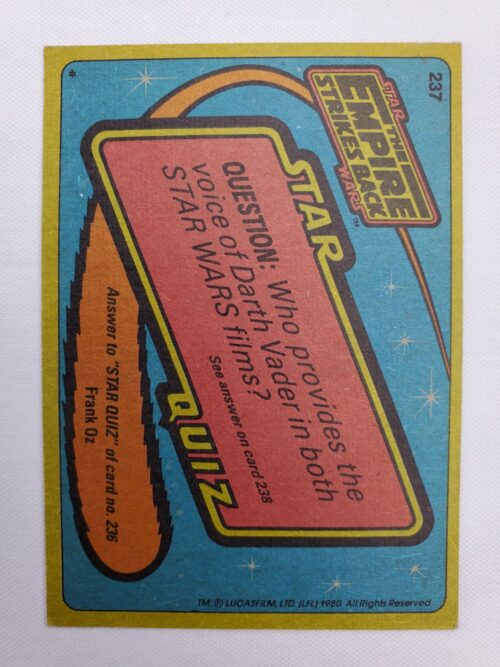 237
STAR
THE
EMPIRE
STRIKES BACK
WARS™
STAR
QUESTION: Who provides the
voice of Darth Vader in both
STAR WARS films?
See answer on card 238
QUIZ
Answer to "STAR QUIZ" of card no. 236
Frank Oz
*
TM: © LUCASFILM, LTD. [LFL] 1980. All Rights Reserved